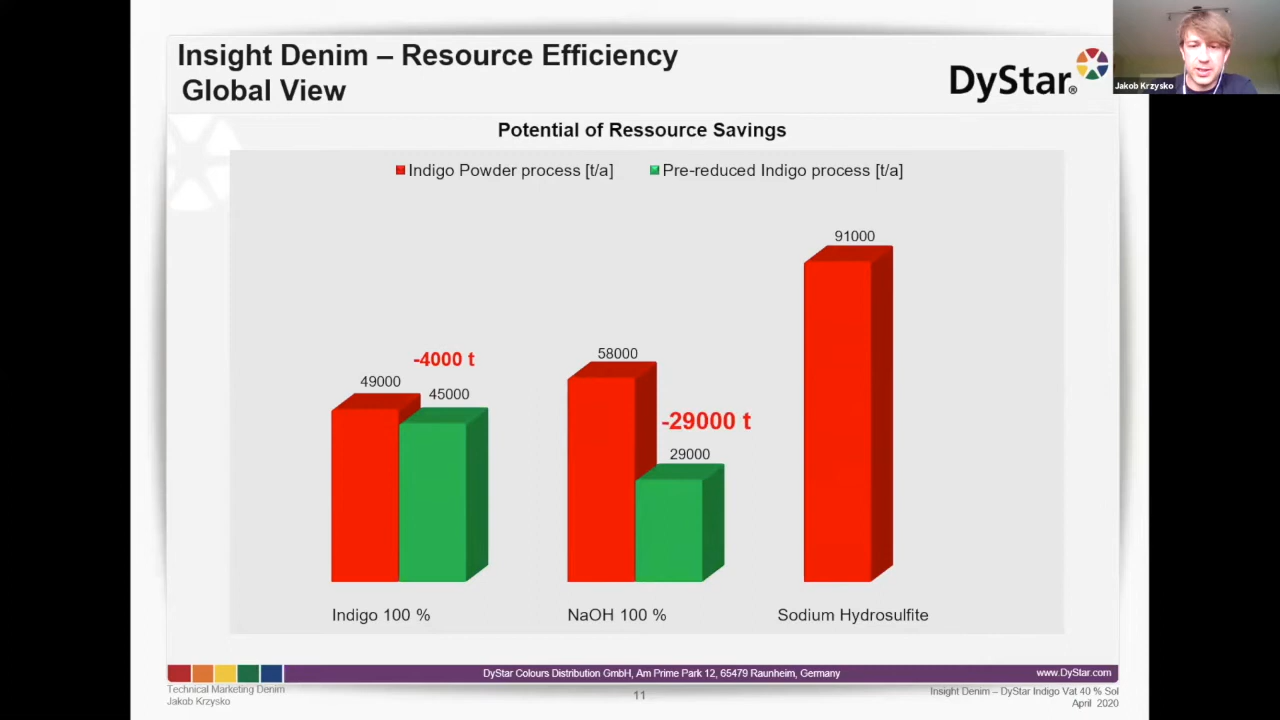 Insight Denim – Resource Efficiency
Global View
DyStar®
Jakob Krzysko
Potential of Ressource Savings
Indigo Powder process [t/a]
Pre-reduced Indigo process [t/a]
91000
58000
-4000 t
49000
45000
-29000 t
29000
Indigo 100 %
NaOH 100 %
Sodium Hydrosulfite
DyStar Colours Distribution GmbH, Am Prime Park 12, 65479 Raunheim, Germany
www.DyStar.com
Technical Marketing Denim
Jakob Krzysko
11
Insight Denim – DyStar Indigo Vat 40 % Sol
April 2020